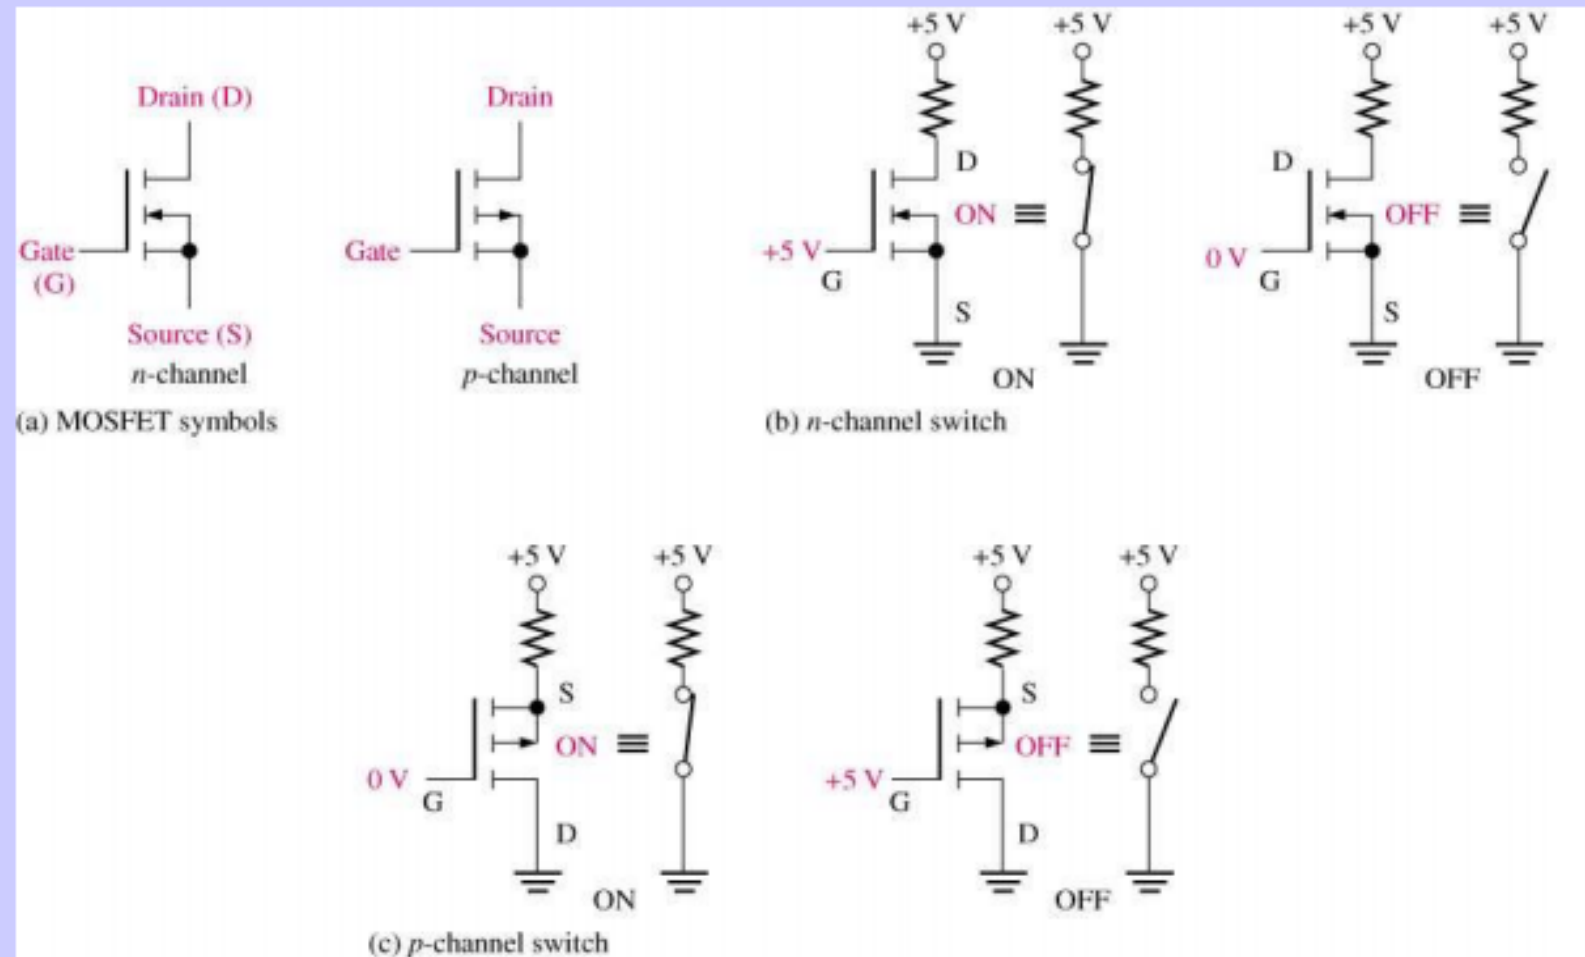 Drain (D)
Gate
(G)
Source (S)
n-channel
Drain
Gate
Source
p-channel
(a) MOSFET symbols
+5 V
+5 V
D
ON
+5 V
G
S
ON
+5 V
+5 V
D
OFF
0 V
G
S
OFF
(b) n-channel switch
+5 V
+5 V
S
ON
0 V
G
D
ON
+5 V
+5 V
S
OFF
+5 V
G
D
OFF
(c) p-channel switch